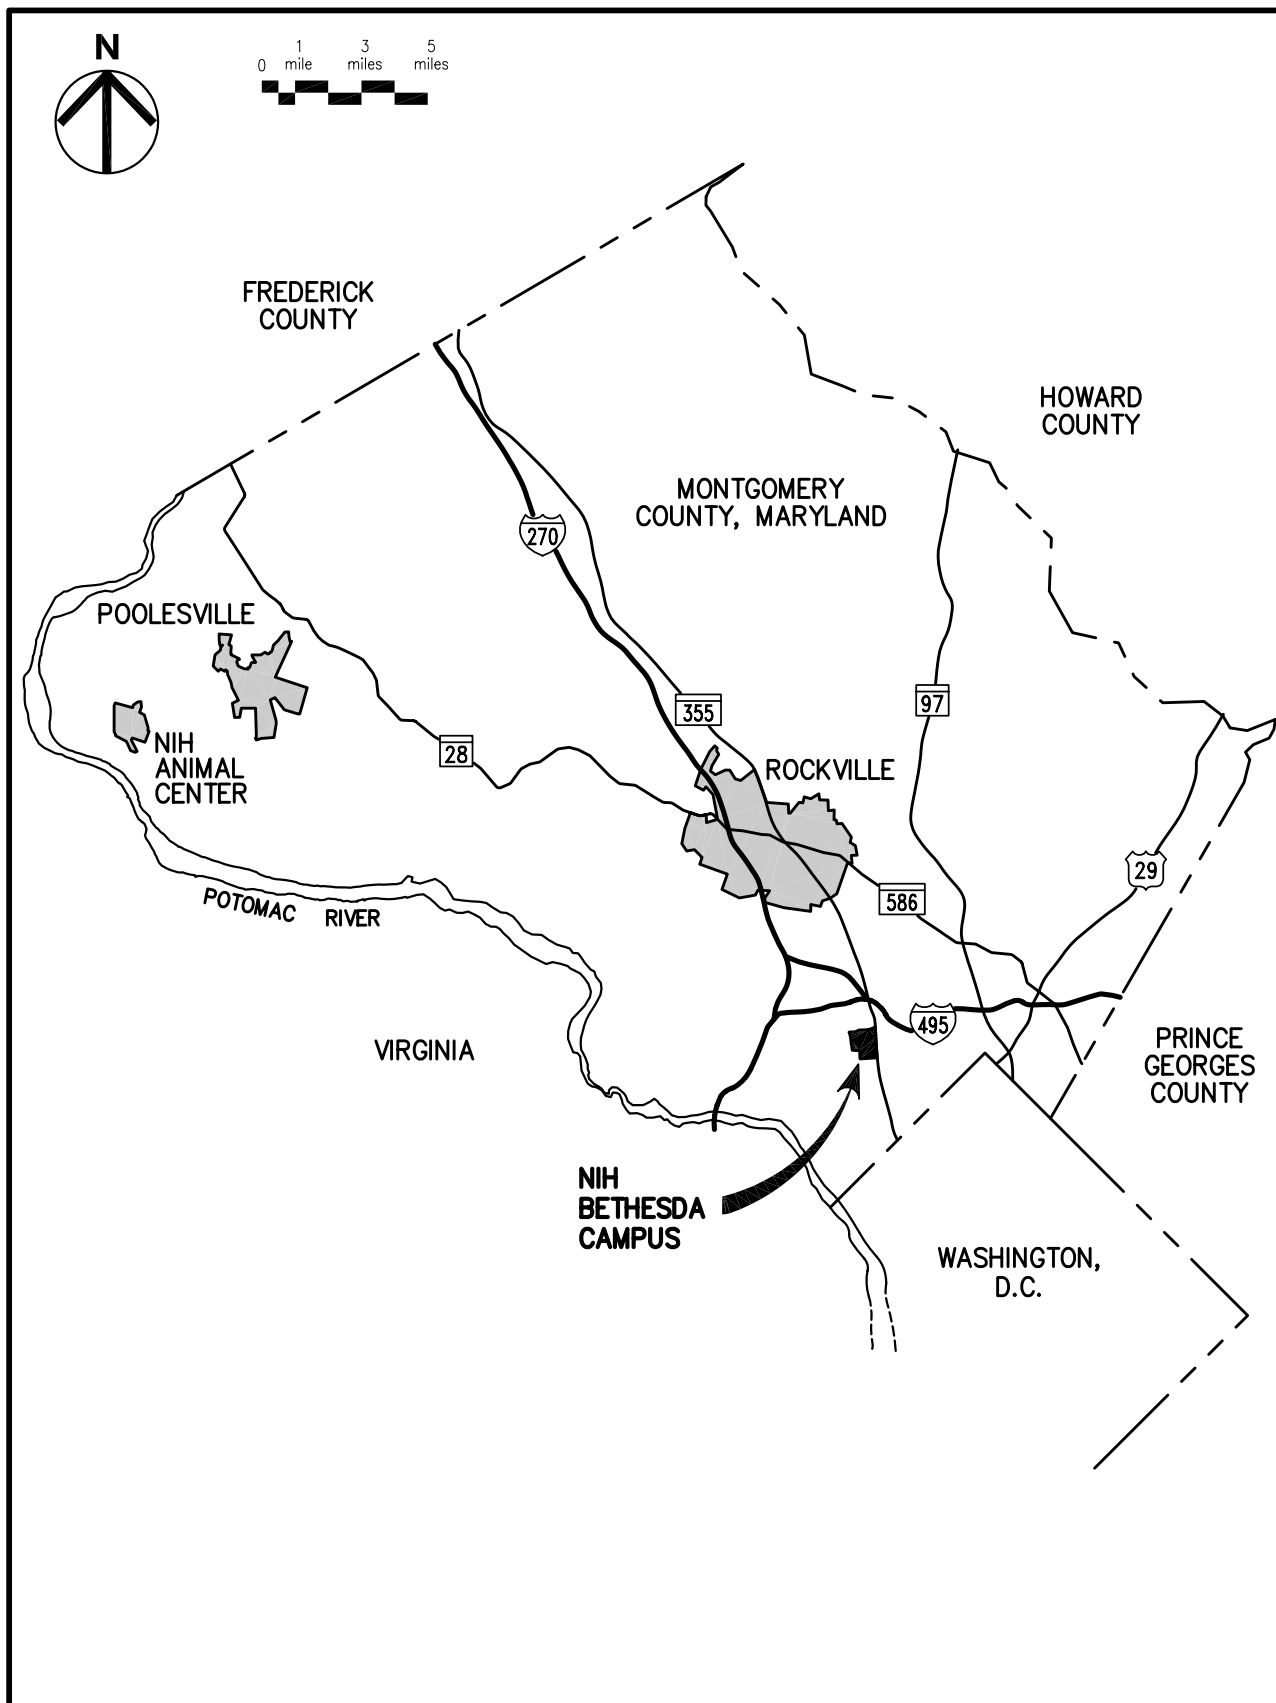 N
1 3 5
0 mile miles miles
FREDERICK
COUNTY
HOWARD
COUNTY
MONTGOMERY
COUNTY, MARYLAND
270
POOLESVILLE
97
355
28
NIH
ANIMAL
CENTER
ROCKVILLE
29
POTOMAC RIVER
586
495
VIRGINIA
PRINCE
GEORGES
COUNTY
NIH
BETHESDA
CAMPUS
WASHINGTON,
D.C.